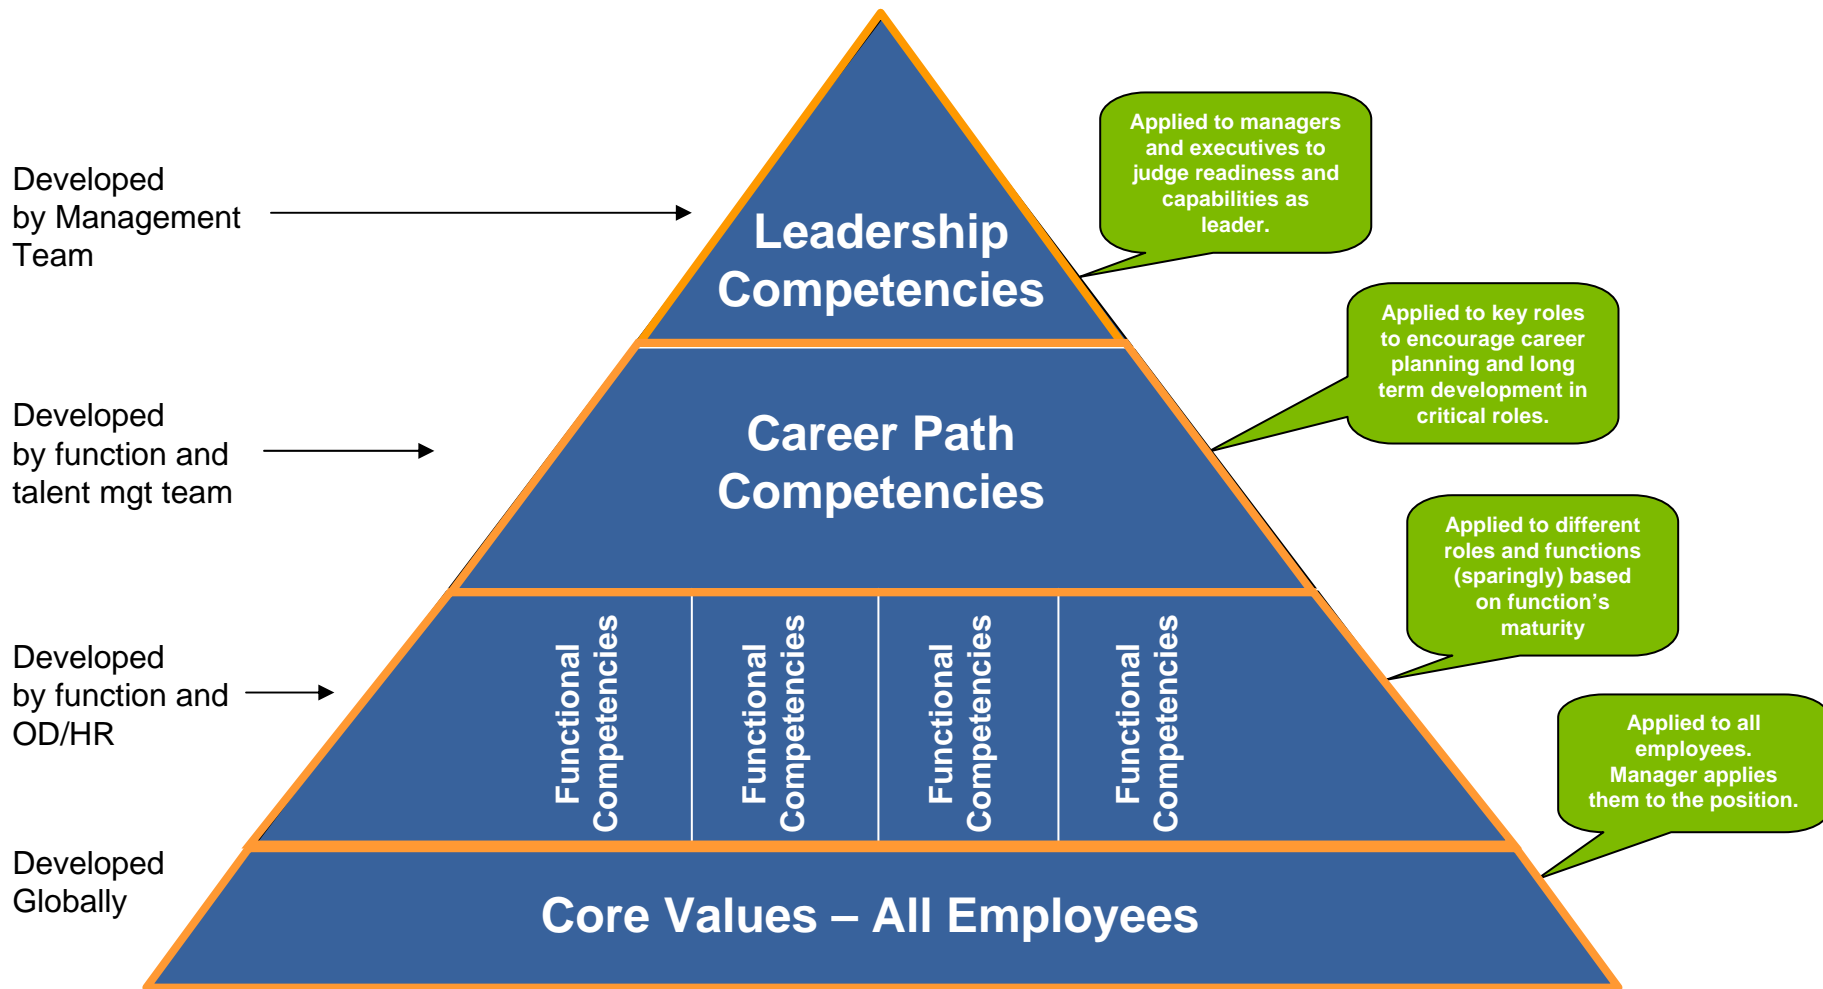 Developed
by Management
Team
Leadership
Competencies
Applied to managers
and executives to
judge readiness and
capabilities as
leader.
Developed
by function and
talent mgt team
Career Path
Competencies
Applied to key roles
to encourage career
planning and long
term development in
critical roles.
Developed
by function and
OD/HR
Functional
Competencies
Functional
Competencies
Functional
Competencies
Functional
Competencies
Applied to different
roles and functions
(sparingly) based
on function’s
maturity
Developed
Globally
Core Values – All Employees
Applied to all
employees.
Manager applies
them to the position.